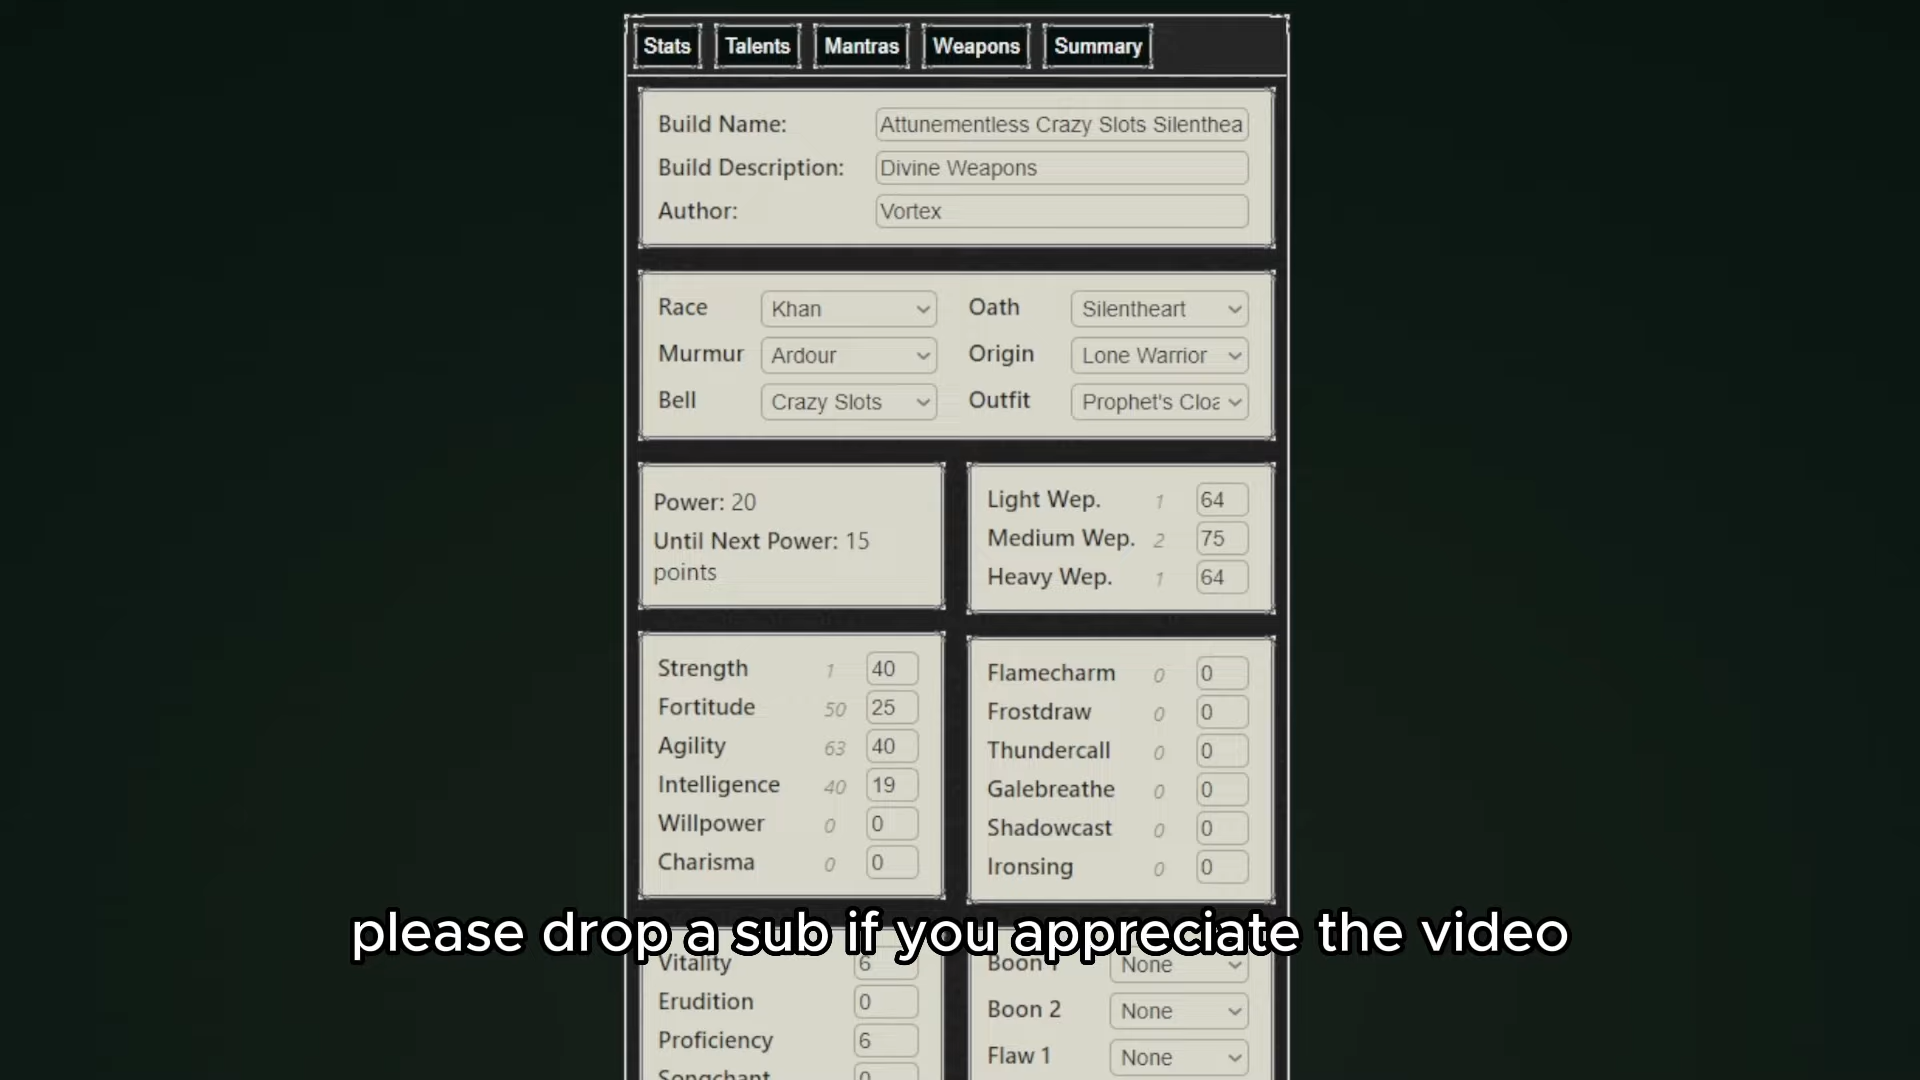 Stats Talents Mantras Weapons Summary
Build Name: Attunementless Crazy Slots Silenthea
Build Description: Divine Weapons
Author: Vortex
Race Khan Oath Silentheart
Murmur Ardour Origin Lone Warrior
Bell Crazy Slots Outfit Prophet's Cloa
Power: 20
Until Next Power: 15
points
Light Wep. 1 64
Medium Wep. 2 75
Heavy Wep. 1 64
Strength 1 40
Fortitude 50 25
Agility 63 40
Intelligence 40 19
Willpower 0 0
Charisma 0 0
Flamecharm 0 0
Frostdraw 0 0
Thundercall 0 0
Galebreathe 0 0
Shadowcast 0 0
Ironsing 0 0
please drop a sub if you appreciate the video
Vitality 6
Erudition 0
Proficiency 6
Songchant 0
Boon 1 None
Boon 2 None
Flaw 1 None